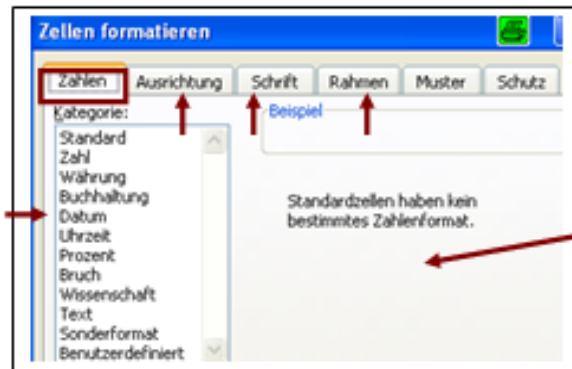 Zellen formatieren
Zahlen Ausrichtung Schrift Rahmen Muster Schutz
Kategorie:
Beispiel
Standard
Zahl
Währung
Buchhaltung
Datum
Uhrzeit
Prozent
Bruch
Wissenschaft
Text
Sonderformat
Benutzerdefiniert
Standardzellen haben kein
bestimmtes Zahlenformat.